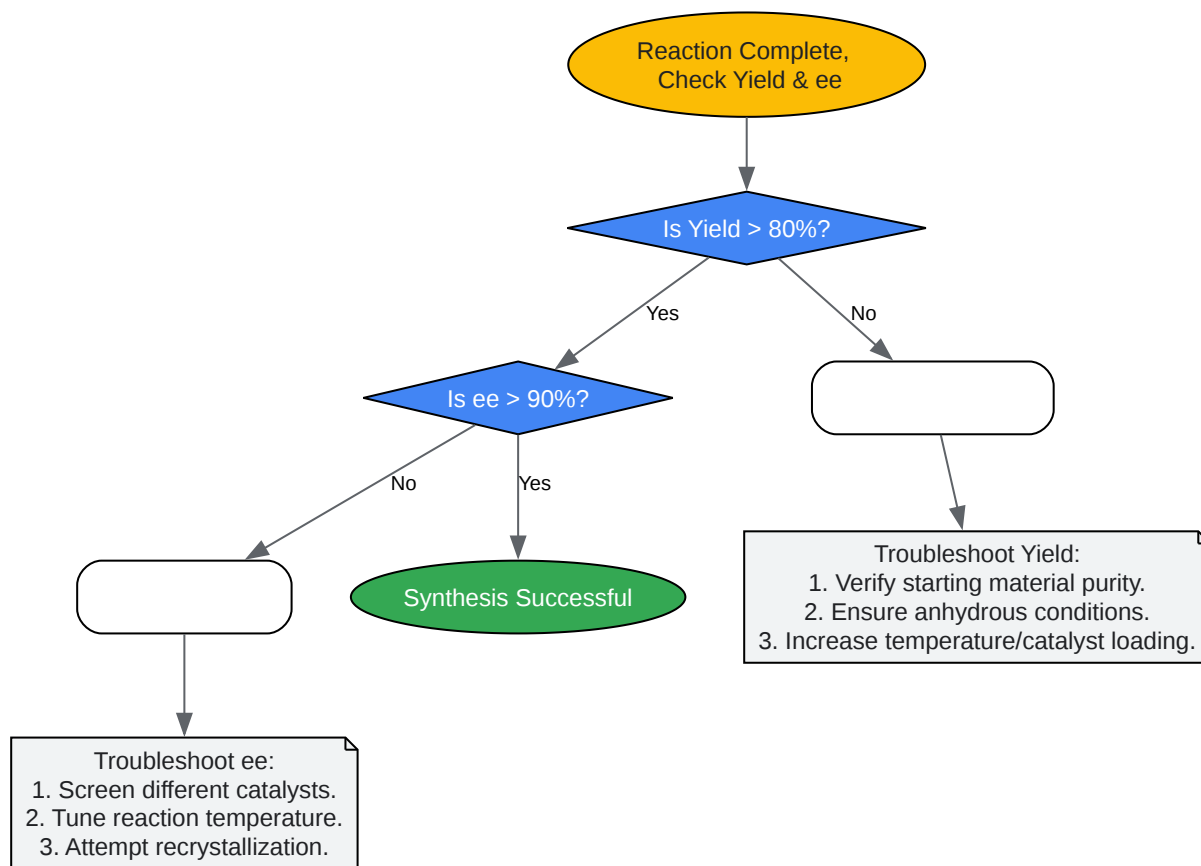 Reaction Complete,
Check Yield & ee
Is Yield > 80%?
Yes
No
Is ee > 90%?
No
Yes
Synthesis Successful
Troubleshoot Yield:
1. Verify starting material purity.
2. Ensure anhydrous conditions.
3. Increase temperature/catalyst loading.
Troubleshoot ee:
1. Screen different catalysts.
2. Tune reaction temperature.
3. Attempt recrystallization.